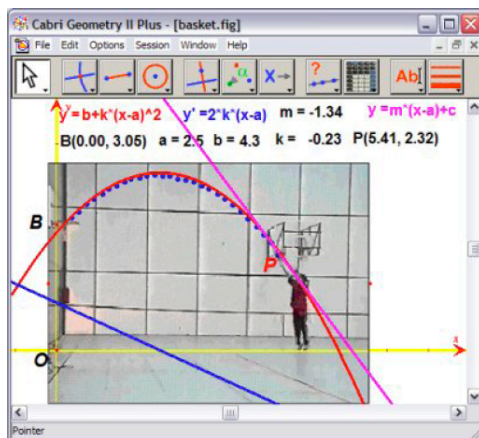 Cabri Geometry II Plus - [basket.fig]
File Edit Options Session Window Help
α X Ab
y
y=b+k*(x-a)^2 y'=2*k*(x-a) m = -1.34 y=m*(x-a)+c
B(0.00, 3.05) a = 2.5 b = 4.3 k = -0.23 P(5.41, 2.32)
B
P
x
O
Pointer